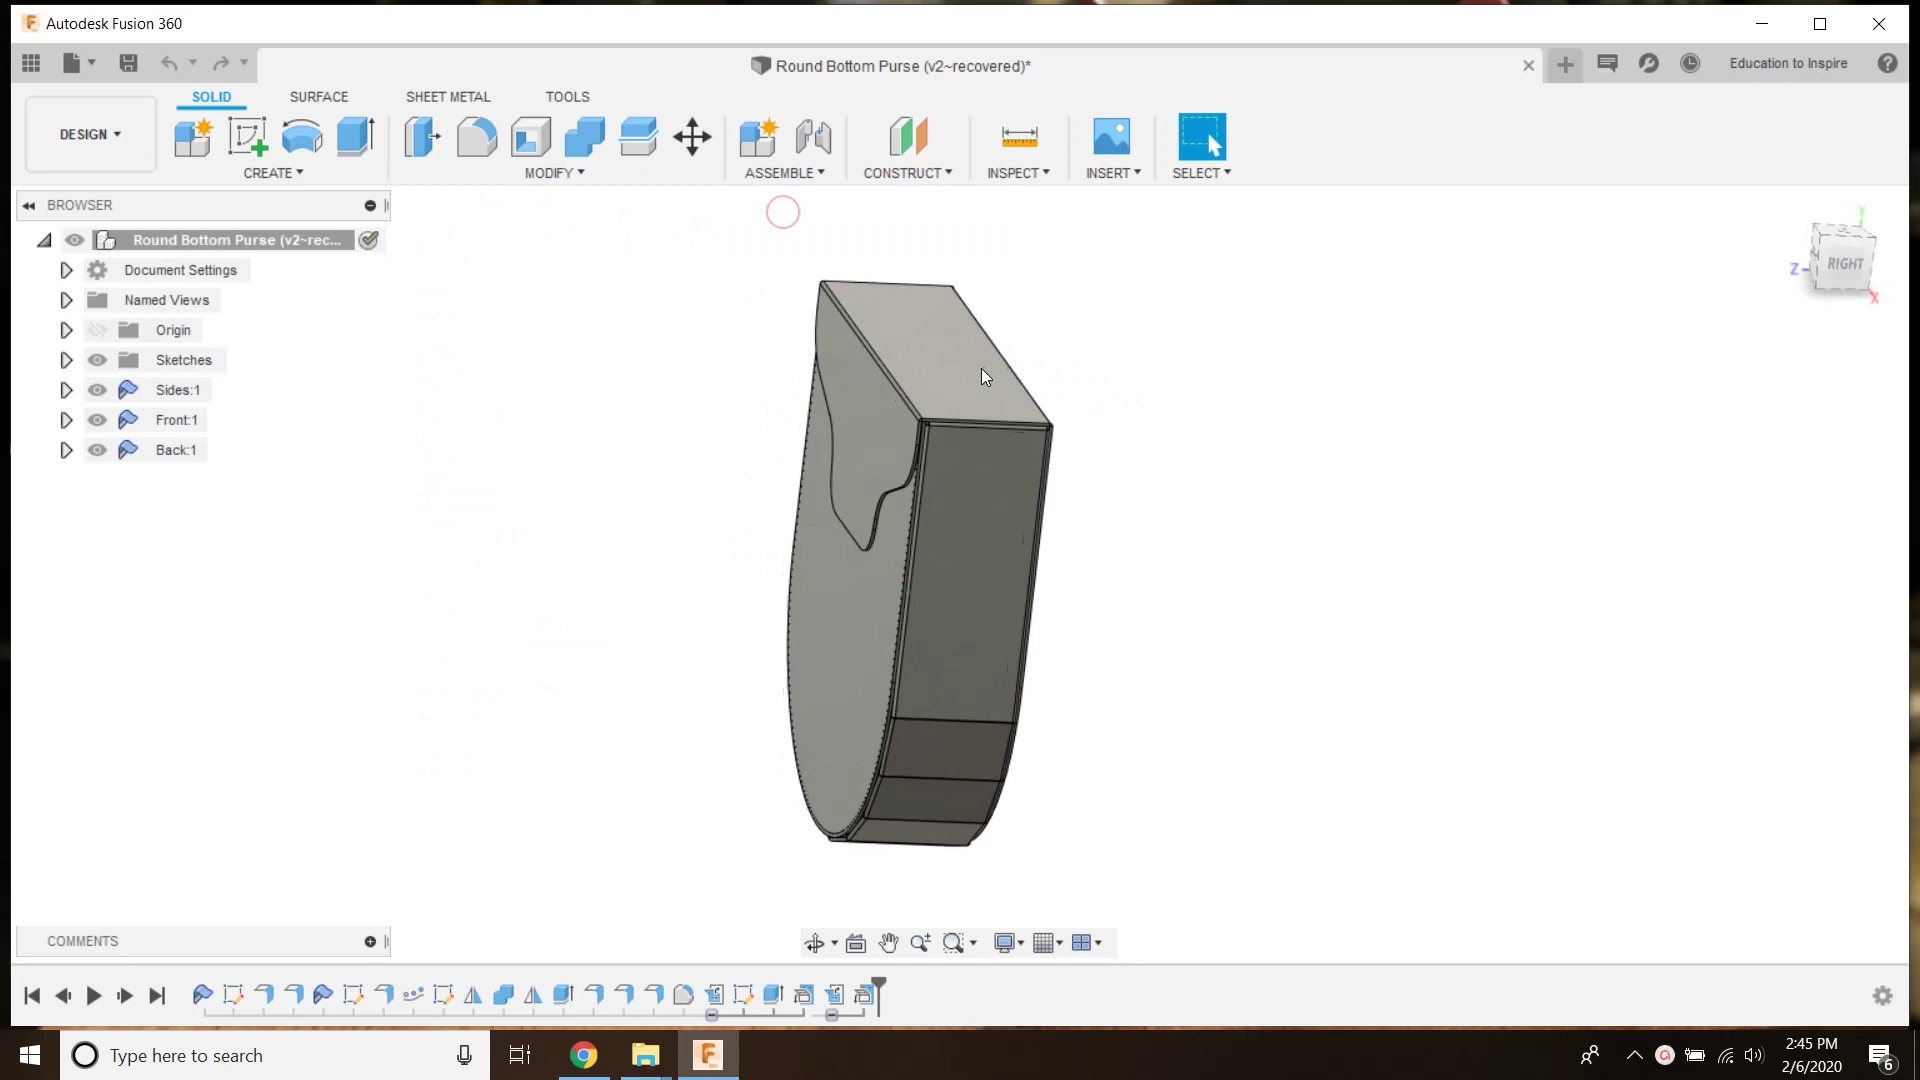 Autodesk Fusion 360
Round Bottom Purse (v2~recovered)*
Education to Inspire
SOLID
SURFACE
SHEET METAL
TOOLS
DESIGN
CREATE
MODIFY
ASSEMBLE
CONSTRUCT
INSPECT
INSERT
SELECT
BROWSER
Round Bottom Purse (v2~rec...
Document Settings
Named Views
Origin
Sketches
Sides:1
Front:1
Back:1
Y
Z
RIGHT
X
COMMENTS
Type here to search
2:45 PM
2/6/2020
6